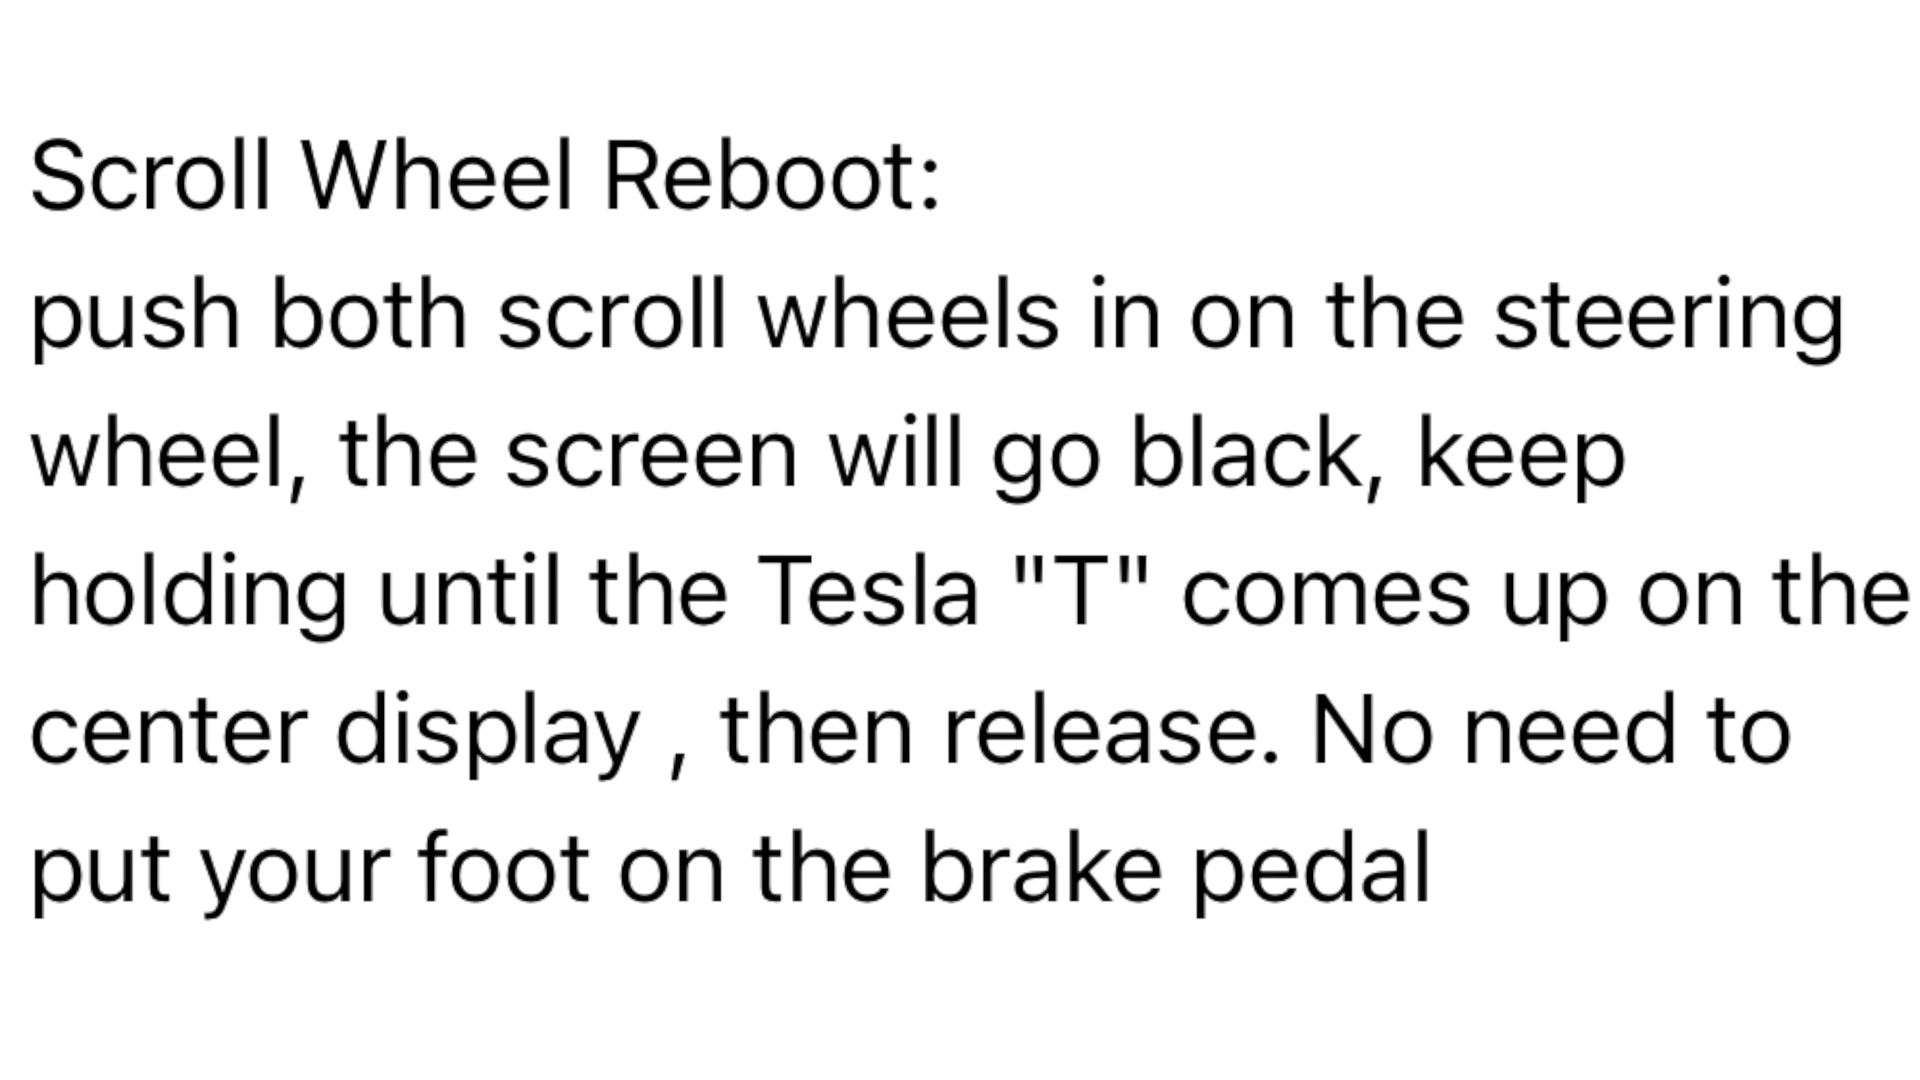 Scroll Wheel Reboot:
push both scroll wheels in on the steering
wheel, the screen will go black, keep
holding until the Tesla "T" comes up on the
center display , then release. No need to
put your foot on the brake pedal